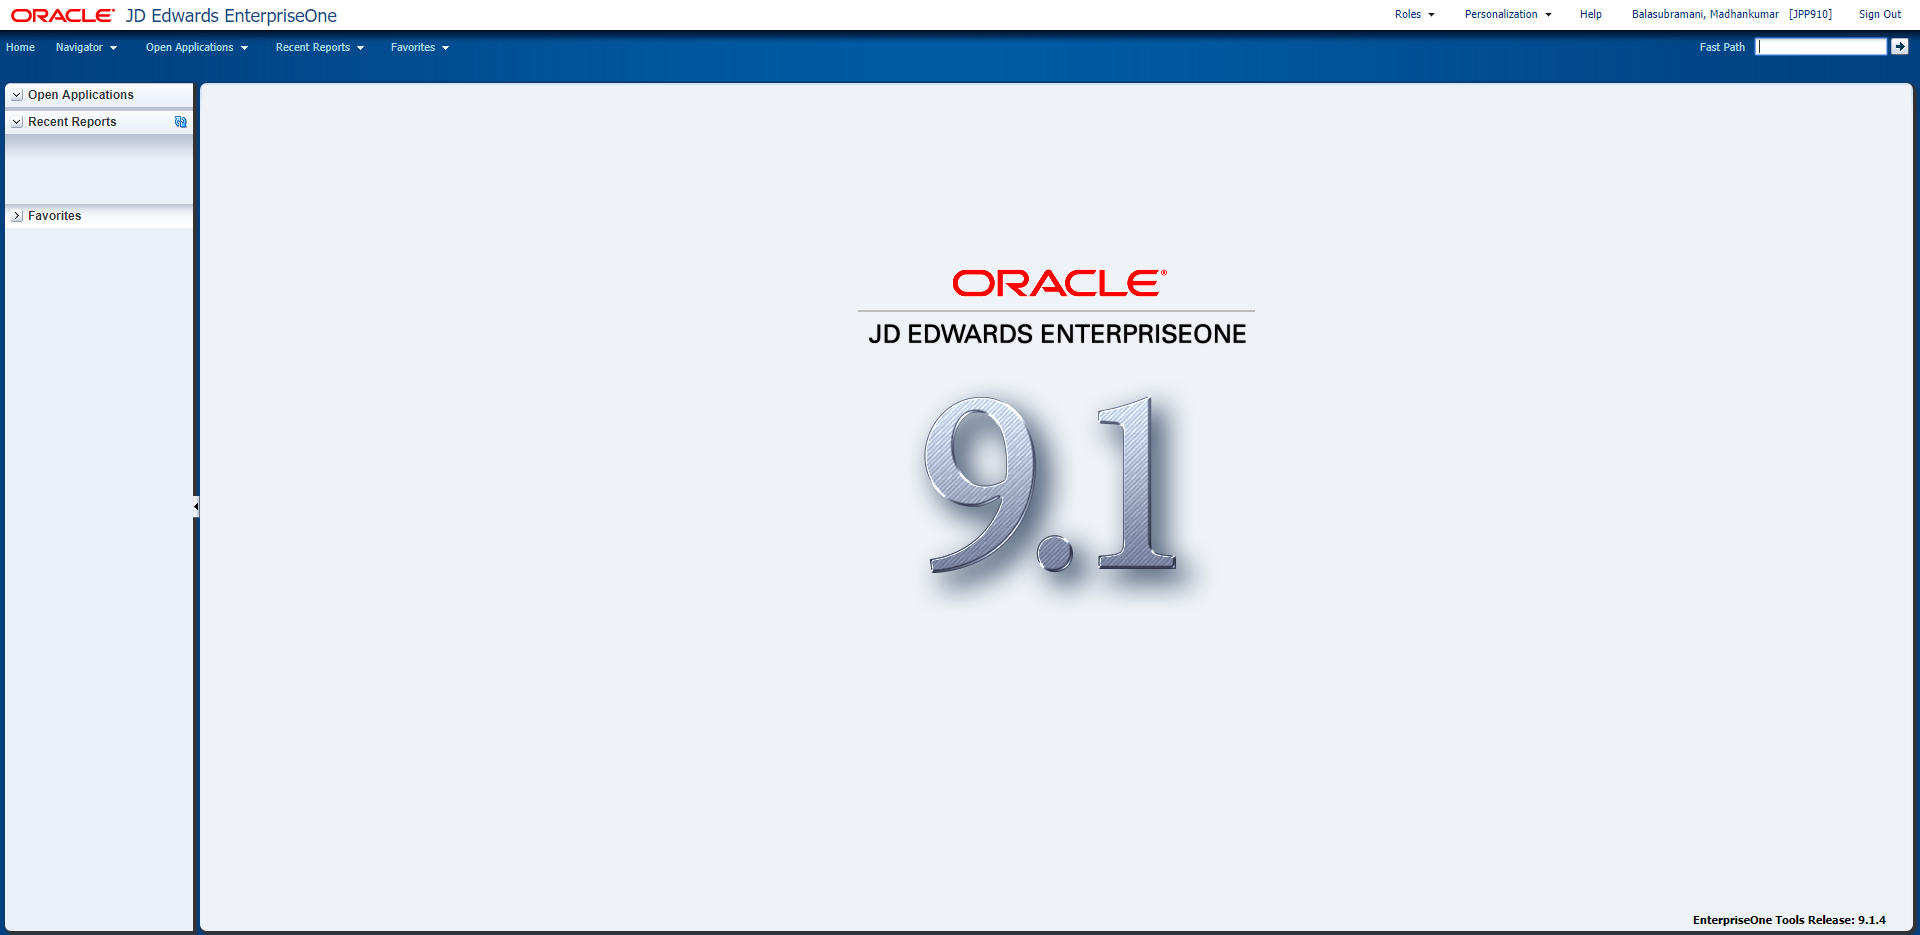 ORACLE® JD Edwards EnterpriseOne
Roles Personalization Help Balasubramani, Madhankumar [JPP910] Sign Out
Home Navigator Open Applications Recent Reports Favorites Fast Path
Open Applications
Recent Reports
Favorites
ORACLE®
JD EDWARDS ENTERPRISEONE
9.1
EnterpriseOne Tools Release: 9.1.4